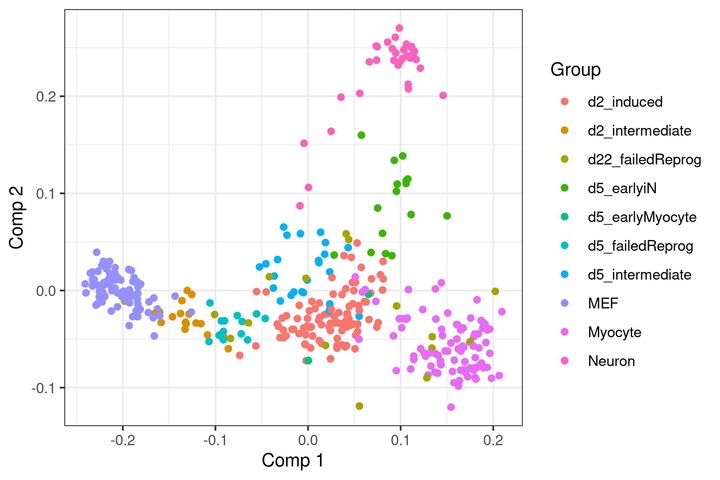 Group
d2_induced
d2_intermediate
d22_failedReprog
d5_earlyiN
d5_earlyMyocyte
d5_failedReprog
d5_intermediate
MEF
Myocyte
Neuron
Comp 2
0.2
0.1
0.0
-0.1
-0.2 -0.1 0.0 0.1 0.2
Comp 1